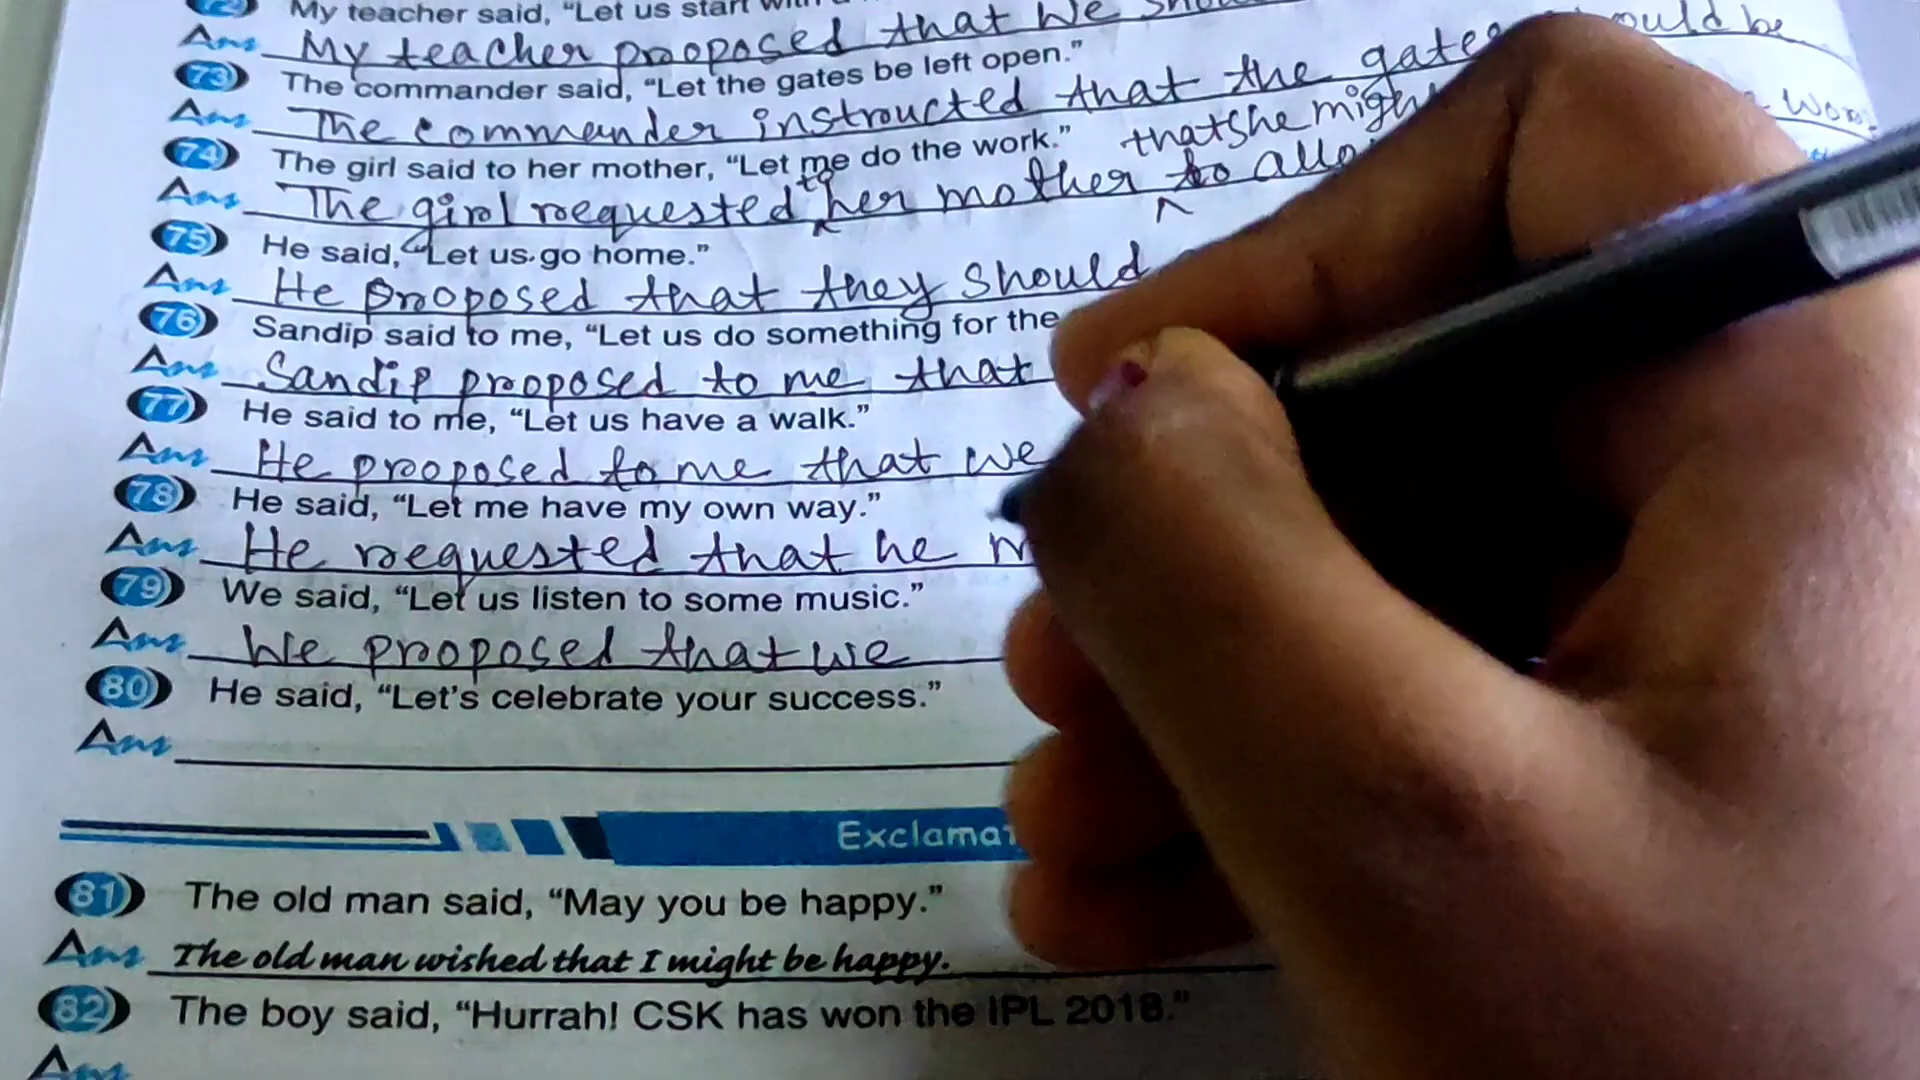 72 My teacher said, "Let us start with
Ans My teacher proposed that we
73 The commander said, "Let the gates be left open."
Ans The commander instructed that the gates would be
74 The girl said to her mother, "Let me do the work." that she might
Ans The girl requested to her mother to allo
75 He said, "Let us go home."
Ans He proposed that they should
76 Sandip said to me, "Let us do something for the
Ans Sandip proposed to me that
77 He said to me, "Let us have a walk."
Ans He proposed to me that we
78 He said, "Let me have my own way."
Ans He requested that he
79 We said, "Let us listen to some music."
Ans We proposed that we
80 He said, "Let's celebrate your success."
Ans
Exclama
81 The old man said, "May you be happy."
Ans The old man wished that I might be happy.
82 The boy said, "Hurrah! CSK has won the IPL 2018."
Ans